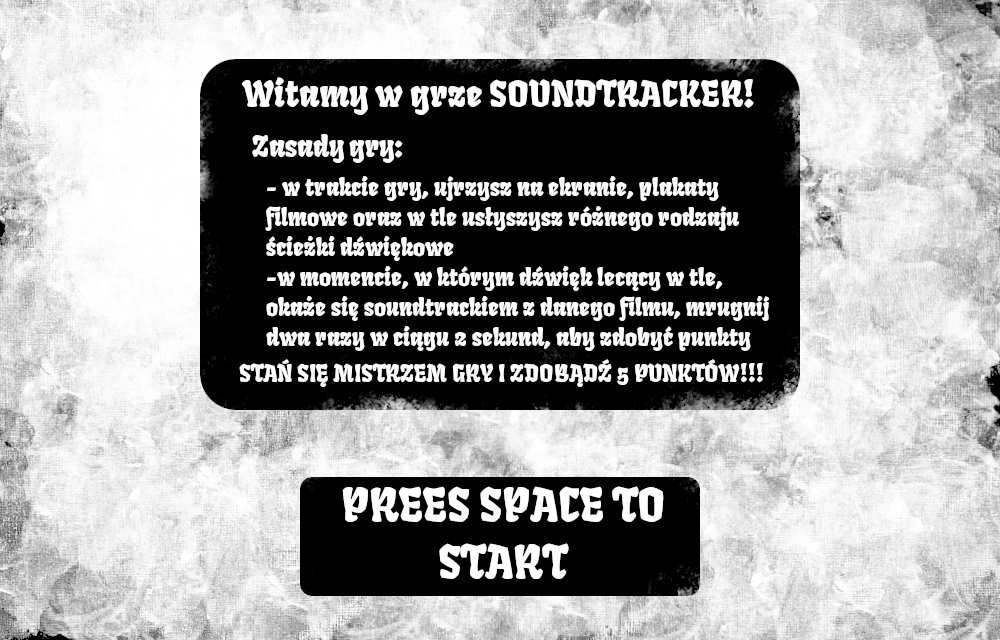 Witamy w grze SOUNDTRACKER!
Zasady gry:
- w trakcie gry, ujrzysz na ekranie, plakaty
filmowe oraz w tle usłyszysz różnego rodzaju
ścieżki dźwiękowe
-w momencie, w którym dźwięk lecący w tle,
okaże się soundtrackiem z danego filmu, mrugnij
dwa razy w ciągu 2 sekund, aby zdobyć punkty
STAŃ SIĘ MISTRZEM GRY I ZDOBĄDŹ 5 PUNKTÓW!!!
PREES SPACE TO
START